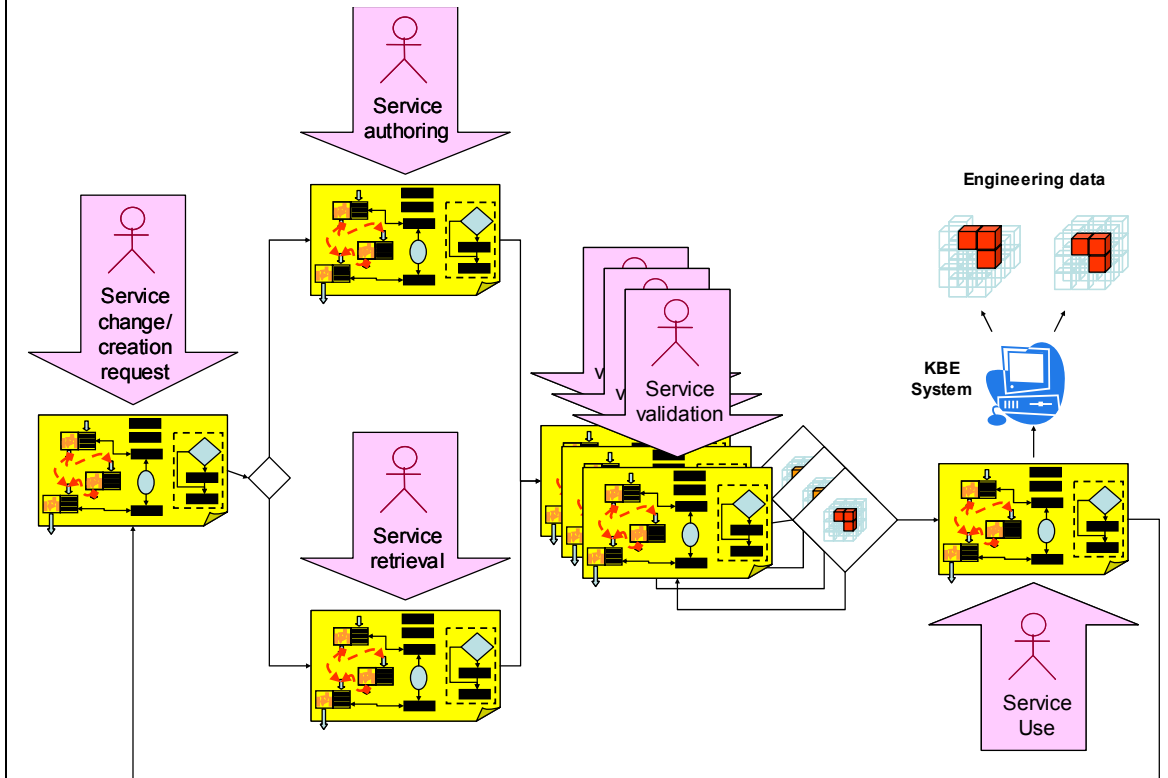 Service
authoring
Engineering data
Service
change/
creation
request
v
v
Service
validation
KBE
System
Service
retrieval
Service
Use